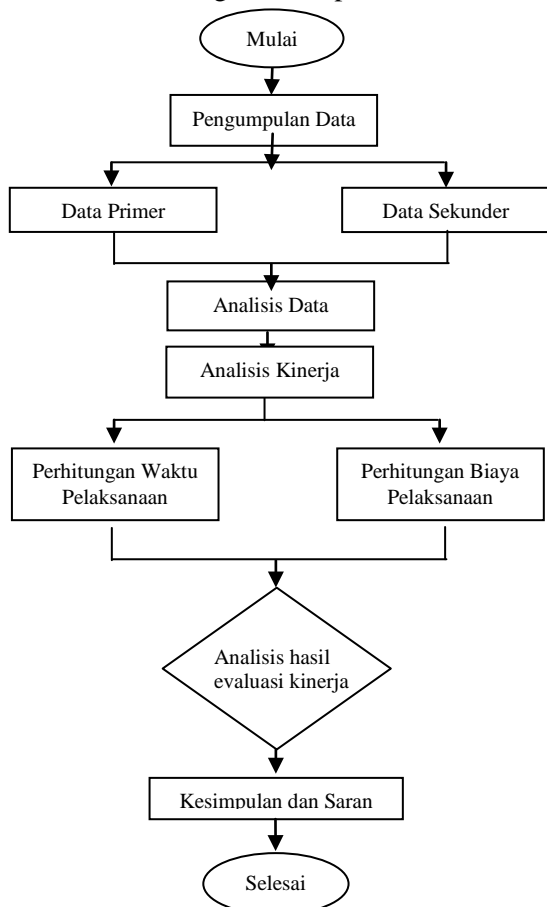 Mulai
Pengumpulan Data
Data Primer
Data Sekunder
Analisis Data
Analisis Kinerja
Perhitungan Waktu
Pelaksanaan
Perhitungan Biaya
Pelaksanaan
Analisis hasil
evaluasi kinerja
Kesimpulan dan Saran
Selesai